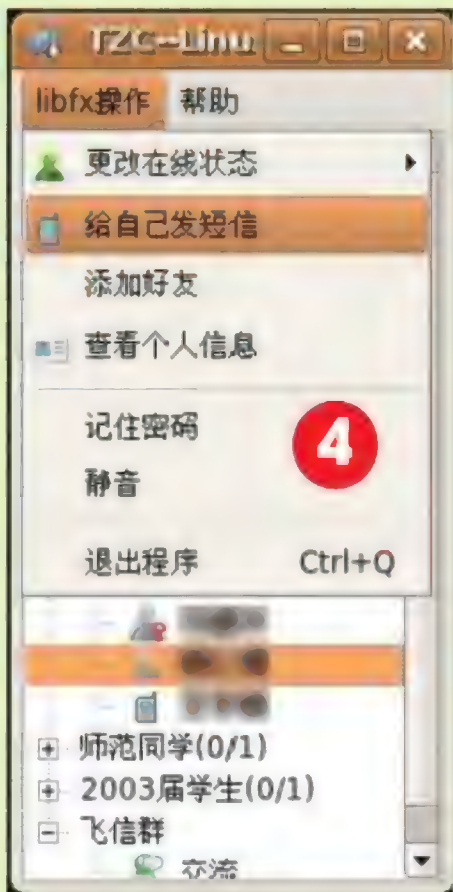 TZC-Linu
libfx操作 帮助
更改在线状态
给自己发短信
添加好友
查看个人信息
记住密码
4
静音
退出程序 Ctrl+Q
师范同学(0/1)
2003届学生(0/1)
飞信群
交流